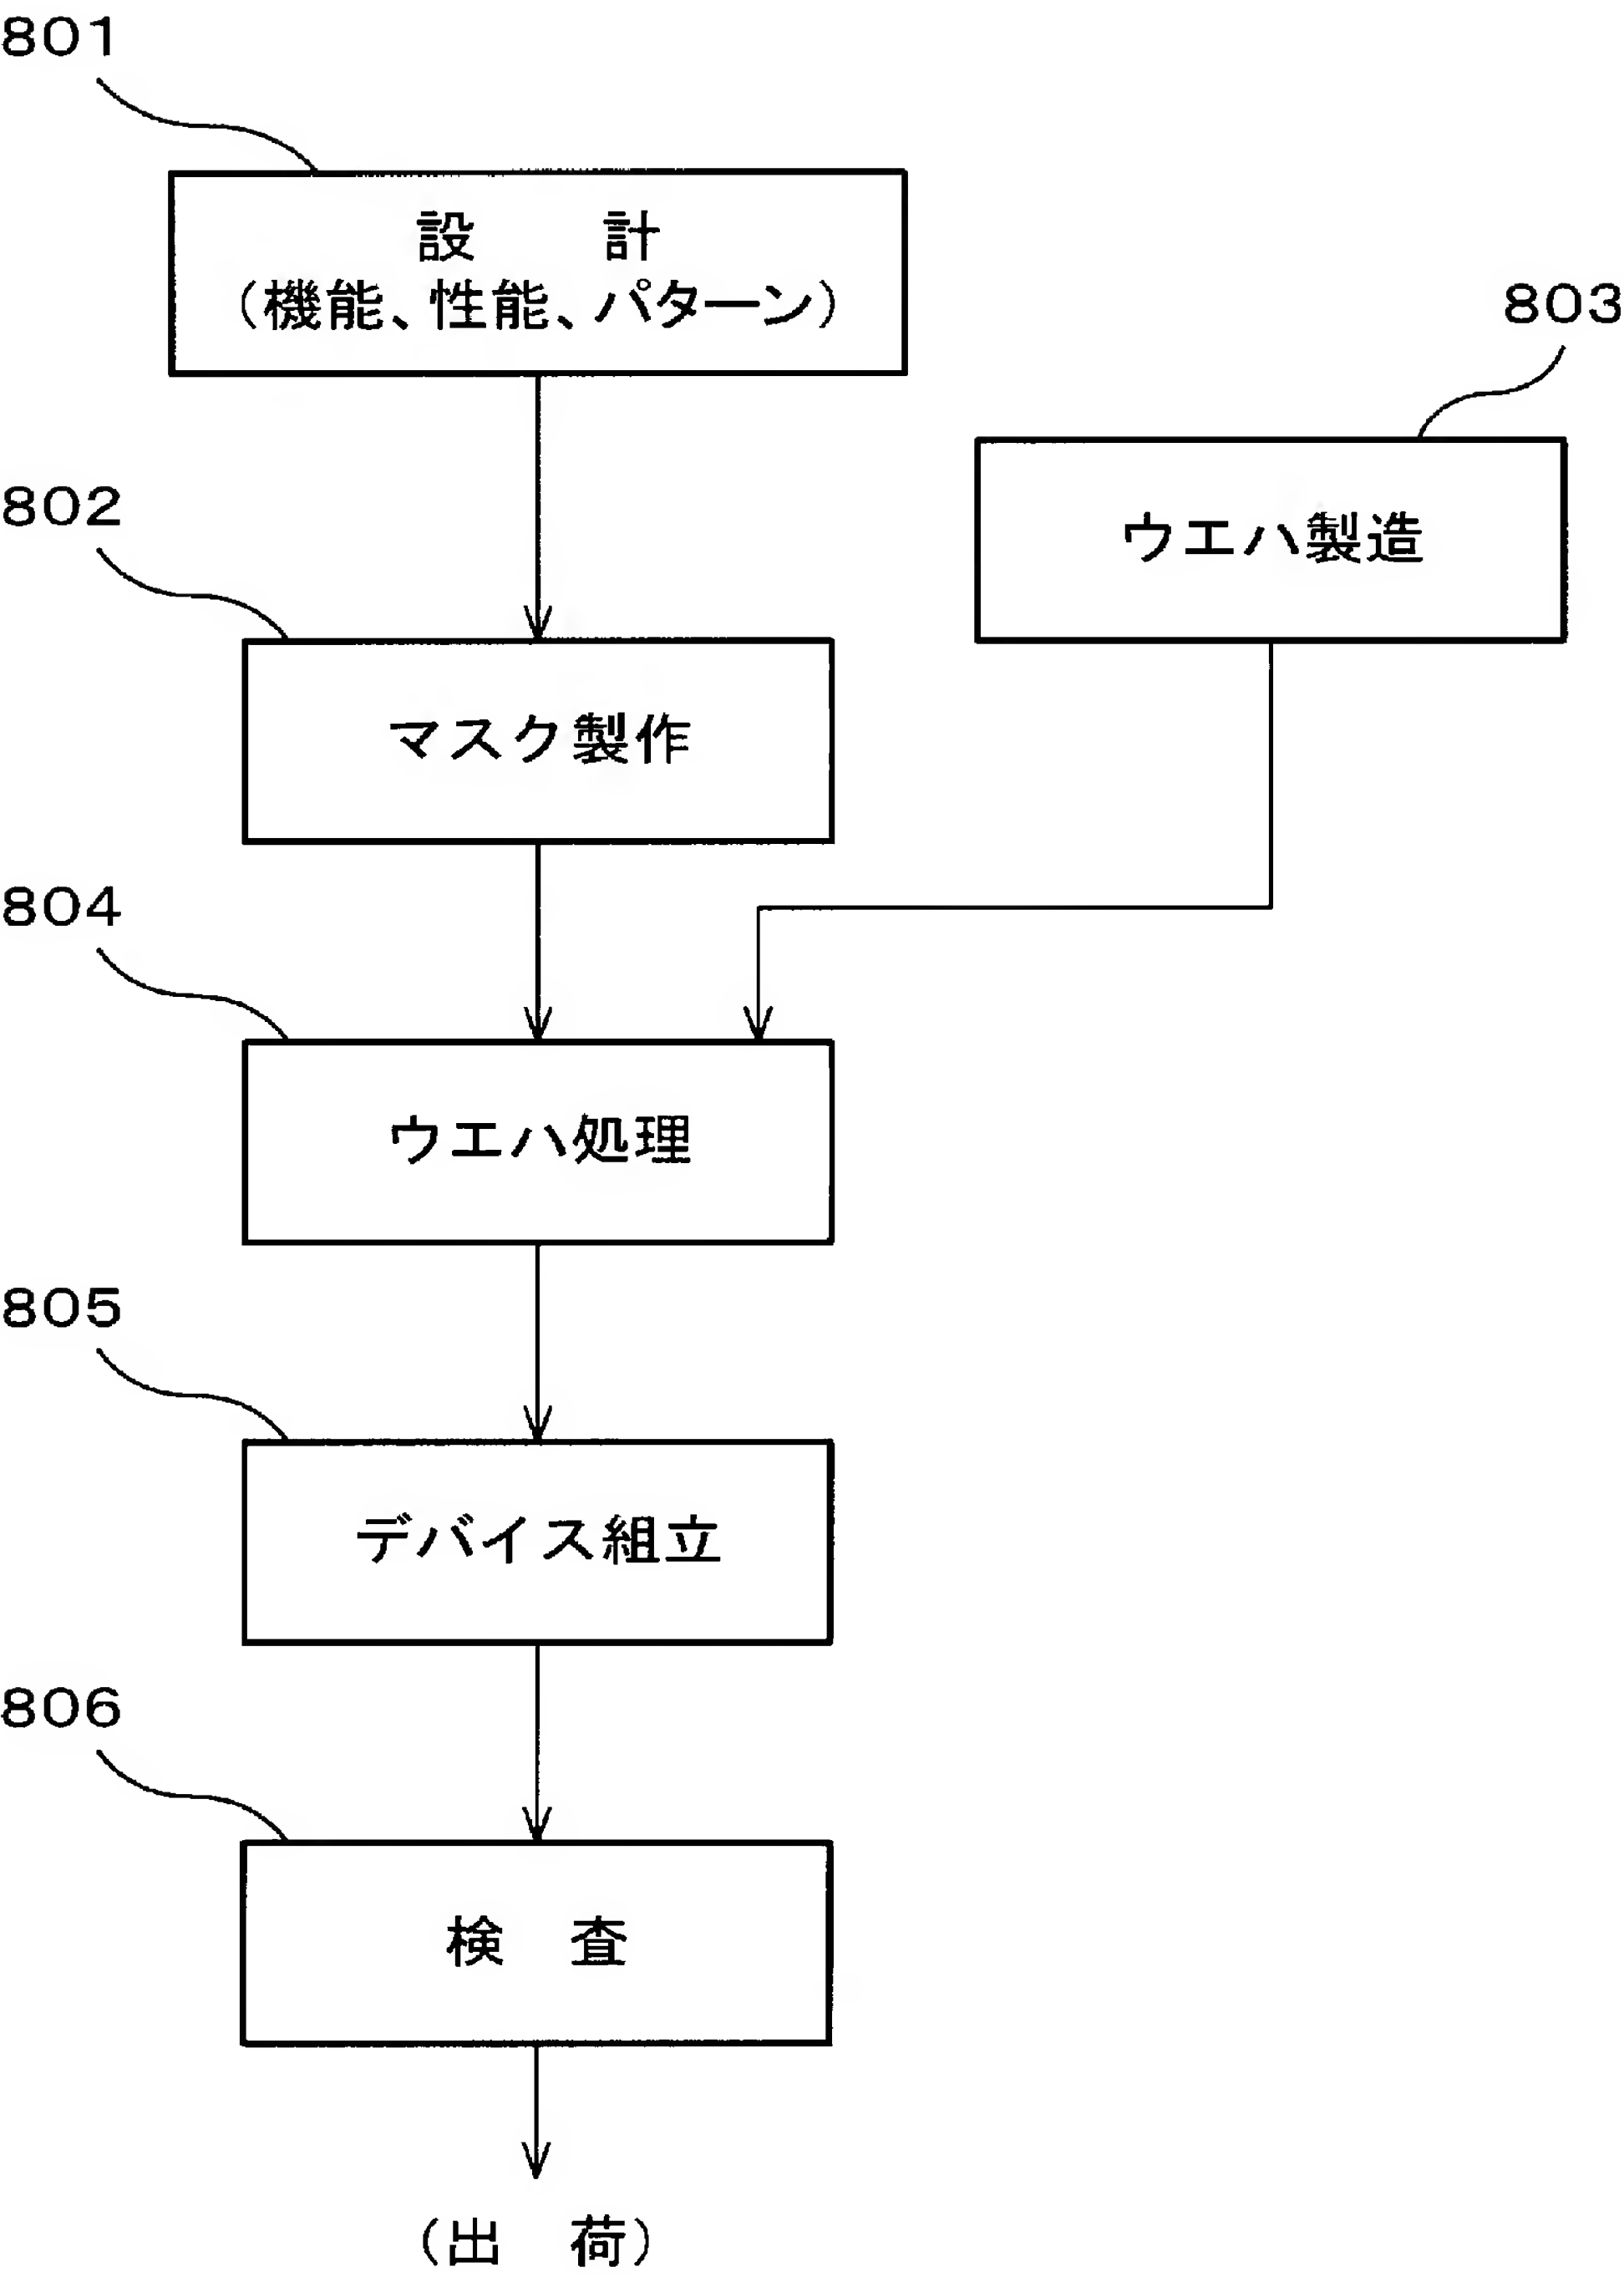 801
設 計
(機能、性能、パターン)
803
ウエハ製造
802
マスク製作
804
ウエハ処理
805
デバイス組立
806
検 査
(出 荷)